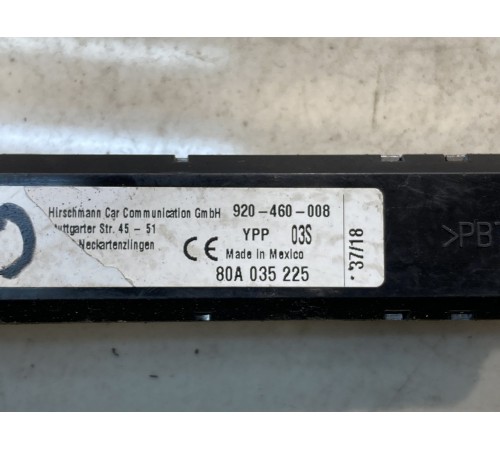 Hirschmann Car Communication GmbH 920-460-008
Str. 45 - 51 YPP 03S
Neckartenzlingen CE Made in Mexico
80A 035 225
37/18
>PBT